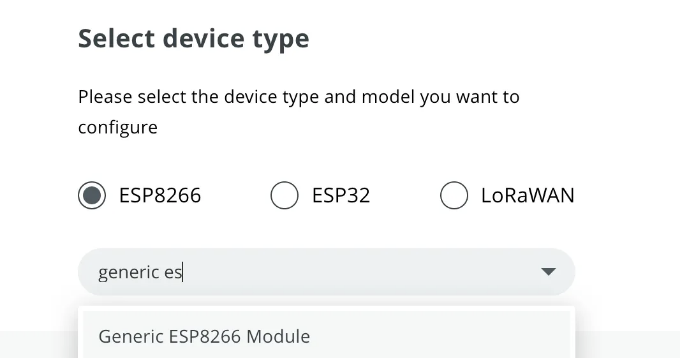 Select device type
Please select the device type and model you want to
configure
ESP8266 ESP32 LoRaWAN
generic es
Generic ESP8266 Module